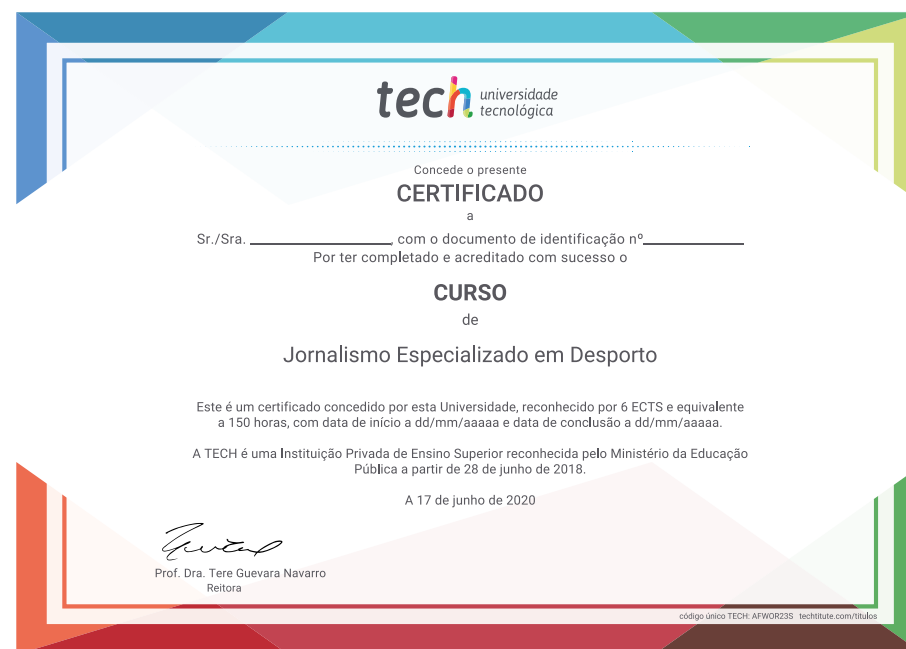 tech universidade
tecnológica
Concede o presente
CERTIFICADO
a
Sr./Sra. ____________________, com o documento de identificação nº______________
Por ter completado e acreditado com sucesso o
CURSO
de
Jornalismo Especializado em Desporto
Este é um certificado concedido por esta Universidade, reconhecido por 6 ECTS e equivalente
a 150 horas, com data de início a dd/mm/aaaaa e data de conclusão a dd/mm/aaaaa.
A TECH é uma Instituição Privada de Ensino Superior reconhecida pelo Ministério da Educação
Pública a partir de 28 de junho de 2018.
A 17 de junho de 2020
Prof. Dra. Tere Guevara Navarro
Reitora
código único TECH: AFWOR23S techtitute.com/titulos